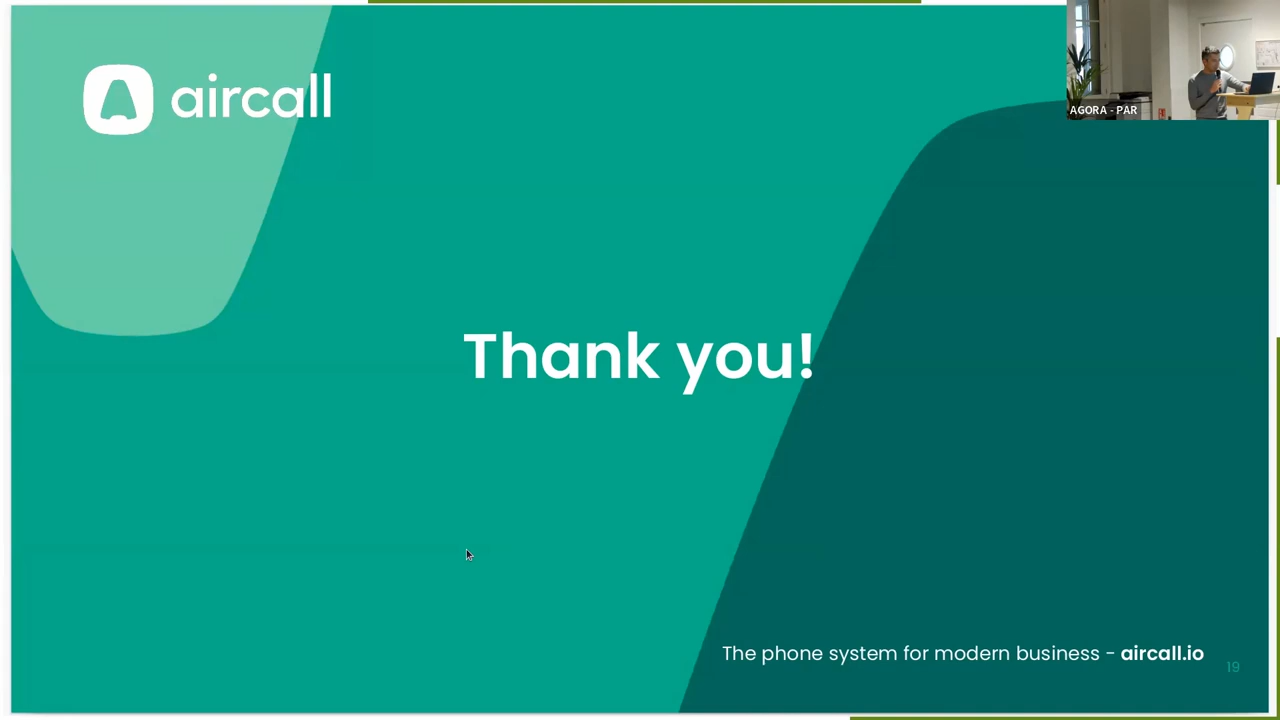 aircall
AGORA - PAR
Thank you!
The phone system for modern business - aircall.io
19